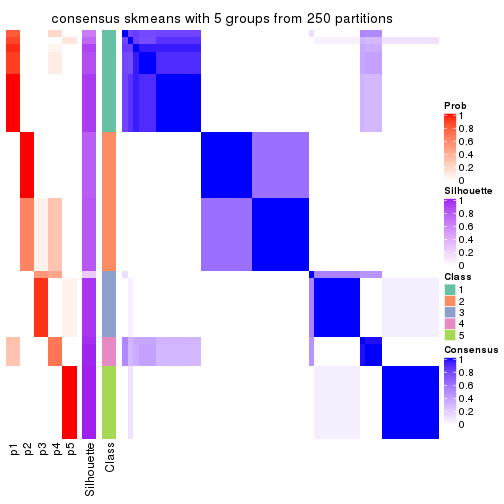 consensus skmeans with 5 groups from 250 partitions
Prob
1
0.8
0.6
0.4
0.2
0
Silhouette
1
0.8
0.6
0.4
0.2
0
Class
1
2
3
4
5
Consensus
1
0.8
0.6
0.4
0.2
0
p1
p2
p3
p4
p5
Silhouette
Class